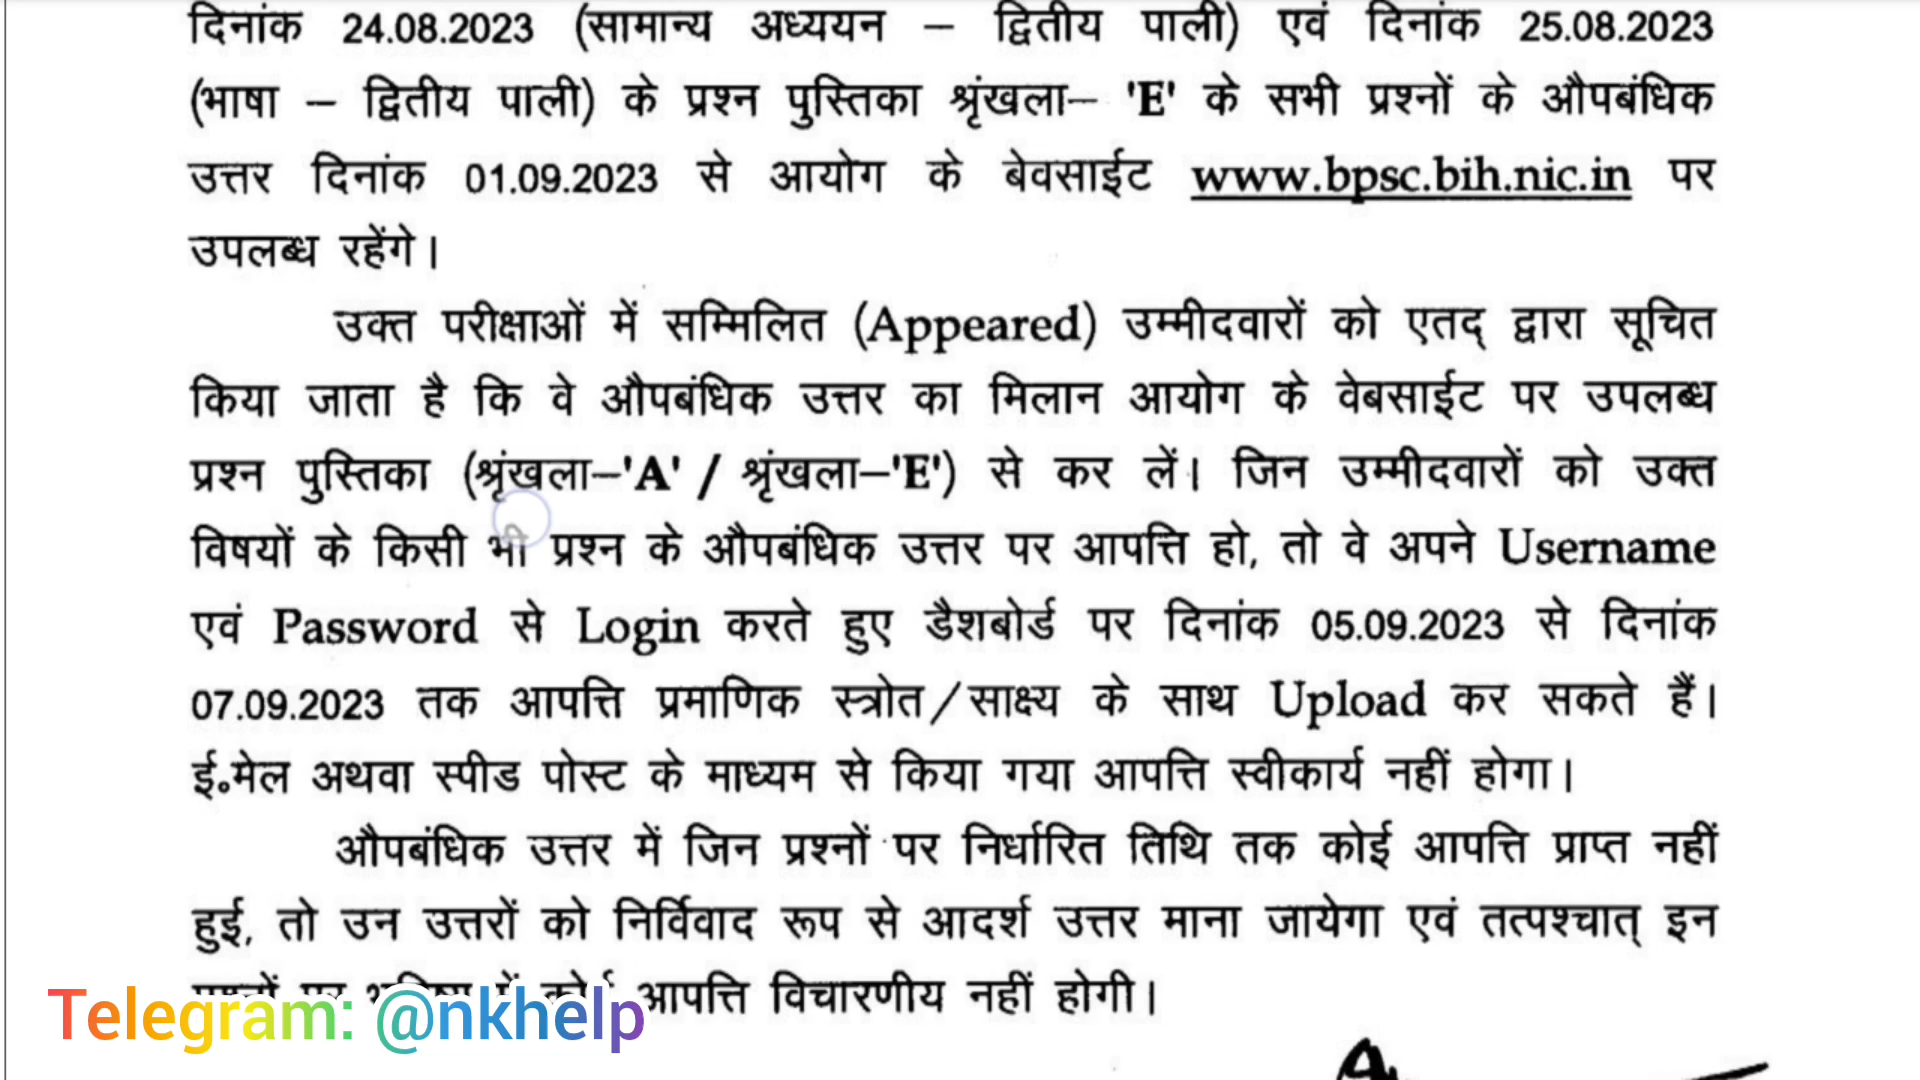 दिनांक 24.08.2023 (सामान्य अध्ययन – द्वितीय पाली) एवं दिनांक 25.08.2023
(भाषा – द्वितीय पाली) के प्रश्न पुस्तिका श्रृंखला– 'E' के सभी प्रश्नों के औपबंधिक
उत्तर दिनांक 01.09.2023 से आयोग के बेवसाईट www.bpsc.bih.nic.in पर
उपलब्ध रहेंगे।
उक्त परीक्षाओं में सम्मिलित (Appeared) उम्मीदवारों को एतद् द्वारा सूचित
किया जाता है कि वे औपबंधिक उत्तर का मिलान आयोग के वेबसाईट पर उपलब्ध
प्रश्न पुस्तिका (श्रृंखला–'A' / श्रृंखला–'E') से कर लें। जिन उम्मीदवारों को उक्त
विषयों के किसी भी प्रश्न के औपबंधिक उत्तर पर आपत्ति हो, तो वे अपने Username
एवं Password से Login करते हुए डैशबोर्ड पर दिनांक 05.09.2023 से दिनांक
07.09.2023 तक आपत्ति प्रमाणिक स्त्रोत/साक्ष्य के साथ Upload कर सकते हैं।
ई॰मेल अथवा स्पीड पोस्ट के माध्यम से किया गया आपत्ति स्वीकार्य नहीं होगा।
औपबंधिक उत्तर में जिन प्रश्नों पर निर्धारित तिथि तक कोई आपत्ति प्राप्त नहीं
हुई, तो उन उत्तरों को निर्विवाद रूप से आदर्श उत्तर माना जायेगा एवं तत्पश्चात् इन
आपत्ति विचारणीय नहीं होगी।
Telegram: @nkhelp